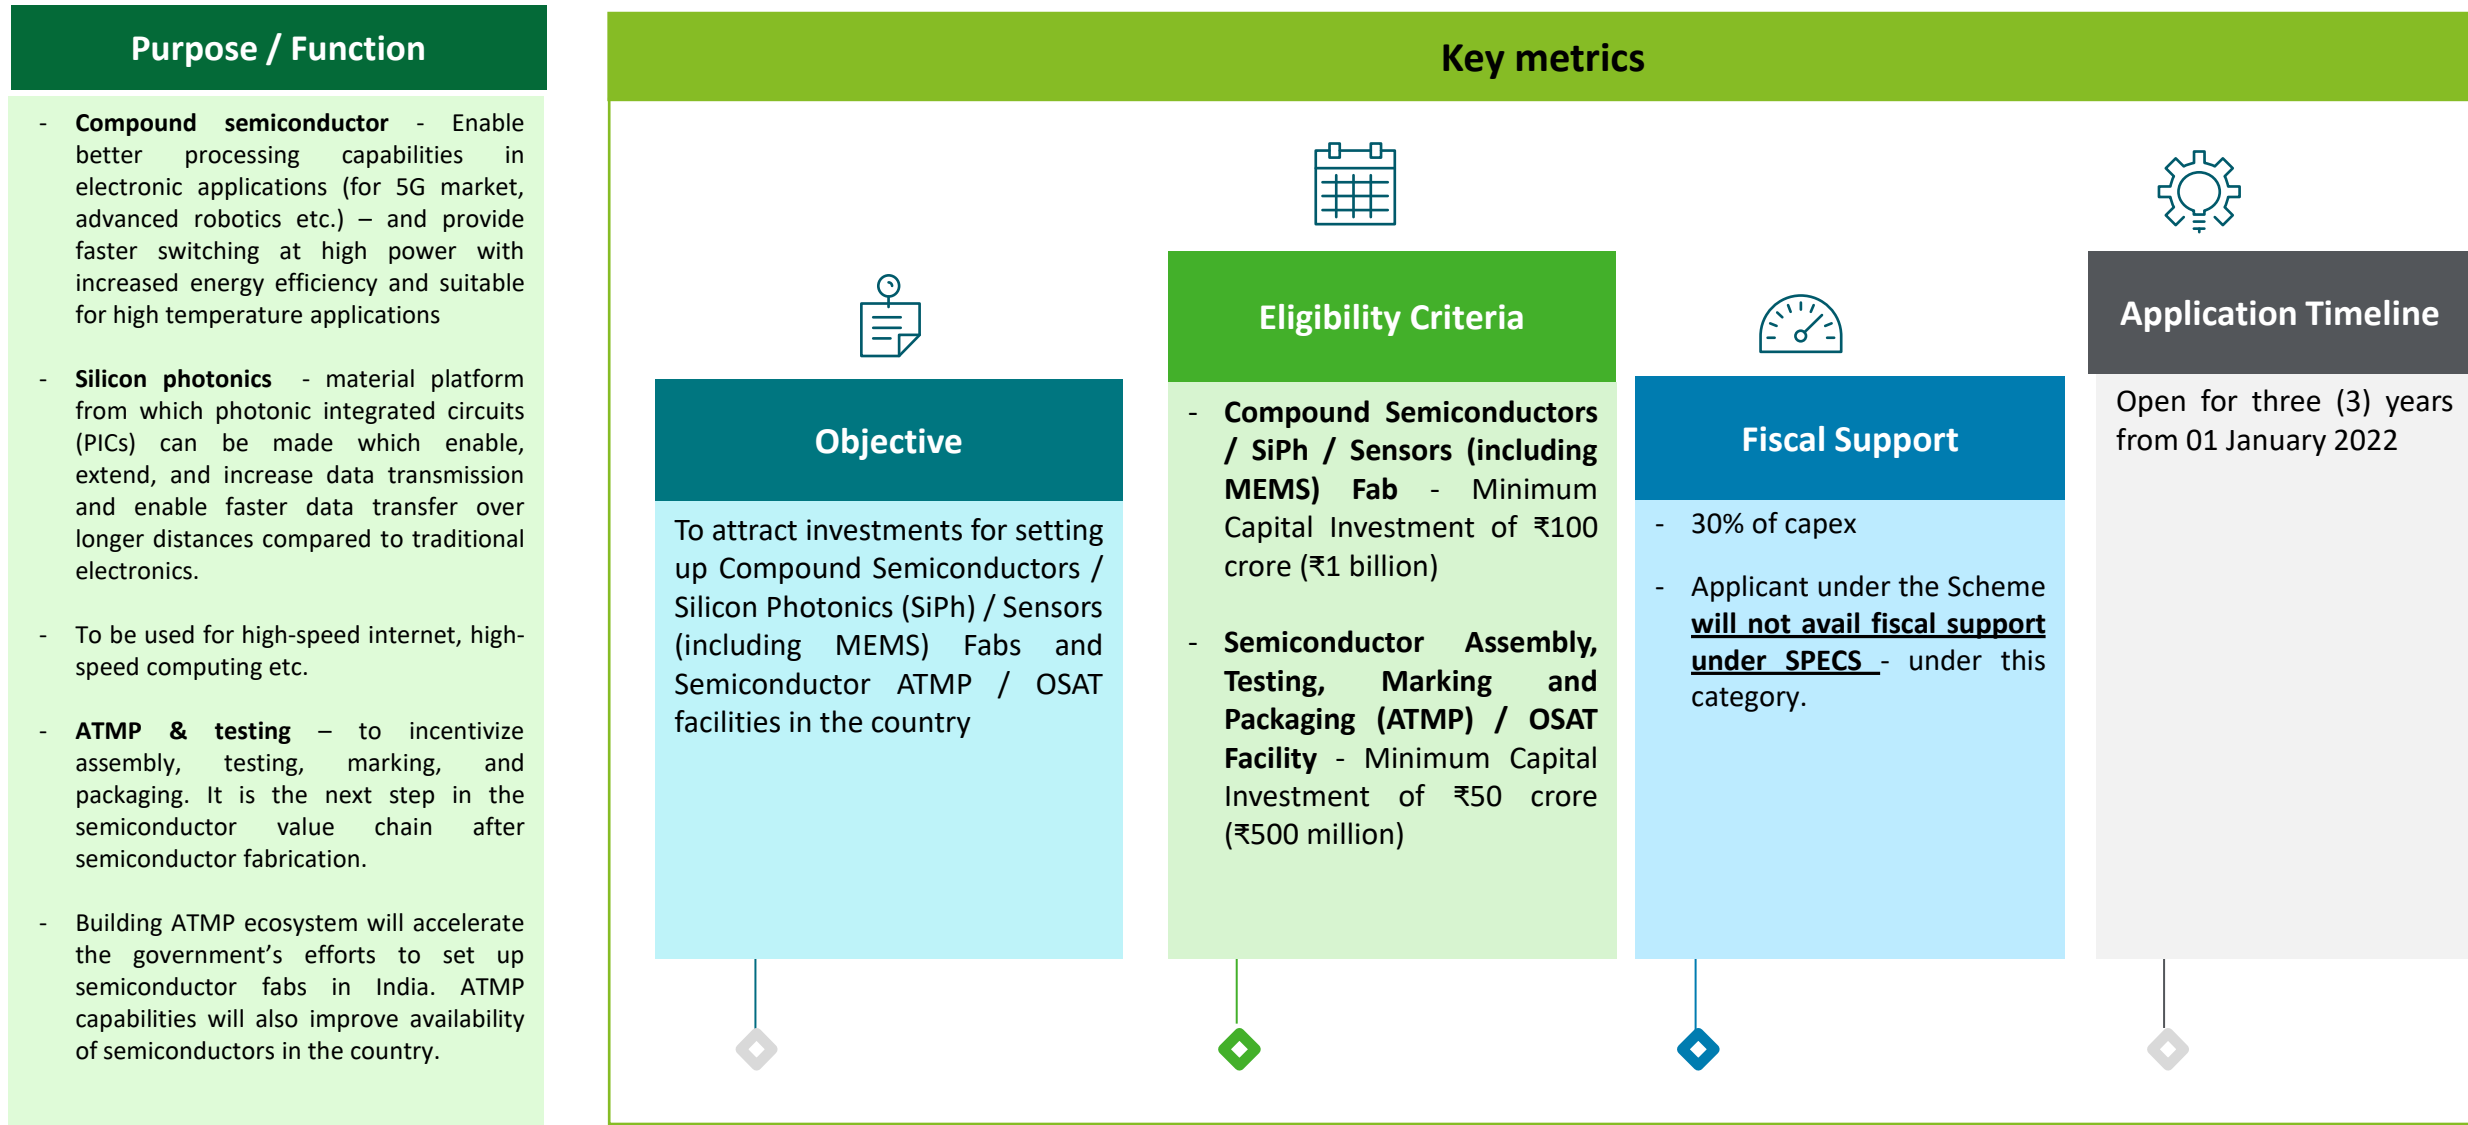 Purpose / Function
- Compound semiconductor - Enable
better processing capabilities in
electronic applications (for 5G market,
advanced robotics etc.) – and provide
faster switching at high power with
increased energy efficiency and suitable
for high temperature applications
- Silicon photonics - material platform
from which photonic integrated circuits
(PICs) can be made which enable,
extend, and increase data transmission
and enable faster data transfer over
longer distances compared to traditional
electronics.
- To be used for high-speed internet, high-
speed computing etc.
- ATMP & testing – to incentivize
assembly, testing, marking, and
packaging. It is the next step in the
semiconductor value chain after
semiconductor fabrication.
- Building ATMP ecosystem will accelerate
the government’s efforts to set up
semiconductor fabs in India. ATMP
capabilities will also improve availability
of semiconductors in the country.
Key metrics
Objective
To attract investments for setting
up Compound Semiconductors /
Silicon Photonics (SiPh) / Sensors
(including MEMS) Fabs and
Semiconductor ATMP / OSAT
facilities in the country
Eligibility Criteria
- Compound Semiconductors
/ SiPh / Sensors (including
MEMS) Fab - Minimum
Capital Investment of ₹100
crore (₹1 billion)
- Semiconductor Assembly,
Testing, Marking and
Packaging (ATMP) / OSAT
Facility - Minimum Capital
Investment of ₹50 crore
(₹500 million)
Fiscal Support
- 30% of capex
- Applicant under the Scheme
will not avail fiscal support
under SPECS - under this
category.
Application Timeline
Open for three (3) years
from 01 January 2022